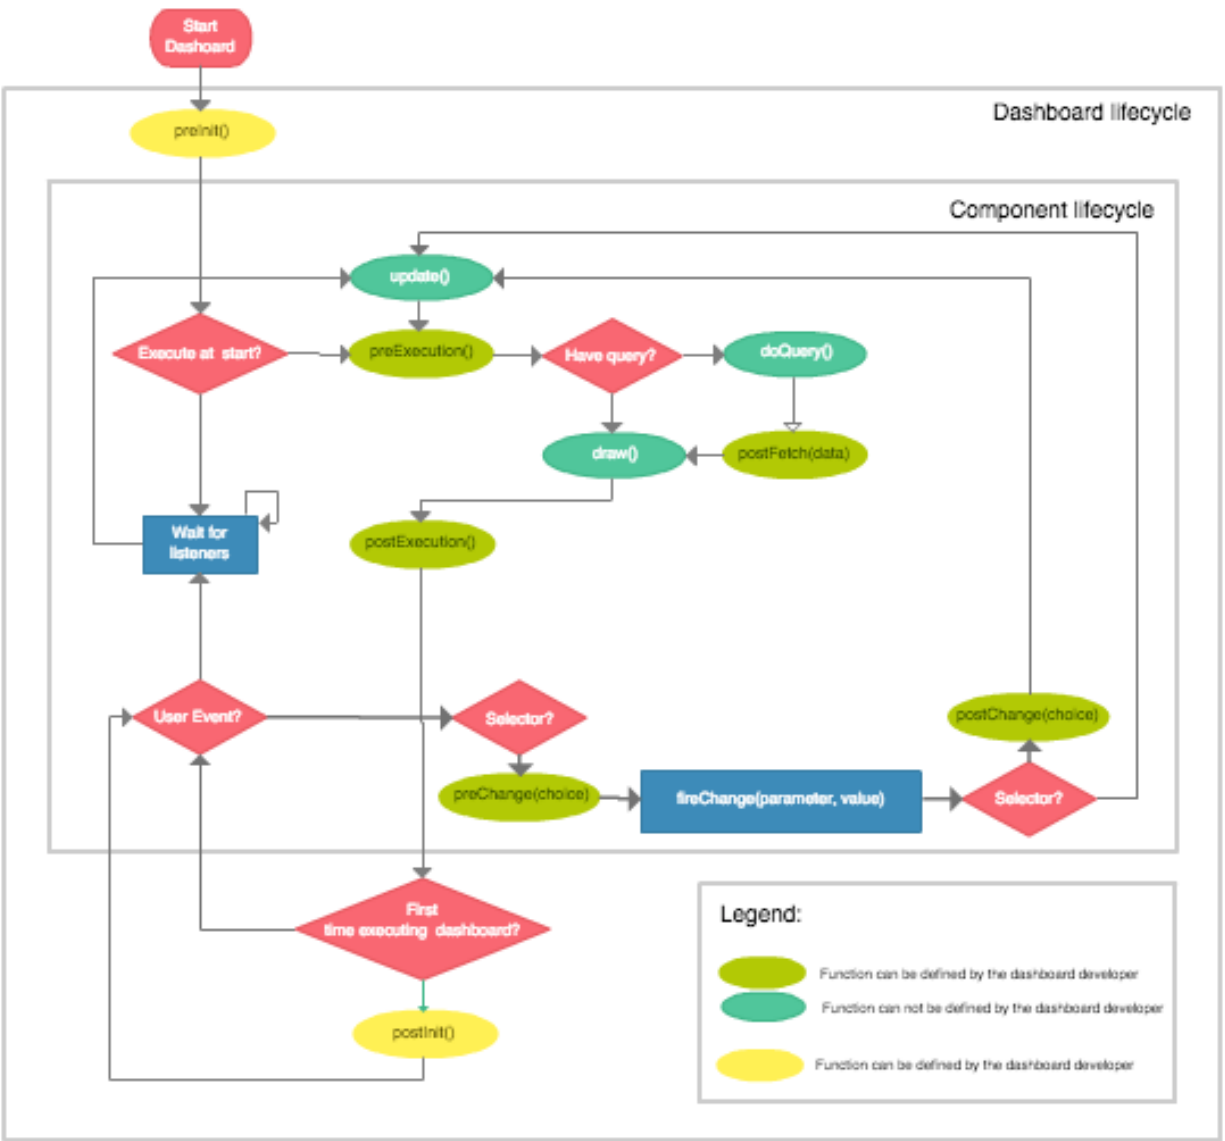 Start
Dashoard
Dashboard lifecycle
preInit()
Component lifecycle
update()
Execute at start?
preExecution()
Have query?
doQuery()
draw()
postFetch(data)
Wait for
listeners
postExecution()
User Event?
Selector?
postChange(choice)
preChange(choice)
fireChange(parameter, value)
Selector?
First
time executing dashboard?
Legend:
Function can be defined by the dashboard developer
Function can not be defined by the dashboard developer
postInit()
Function can be defined by the dashboard developer